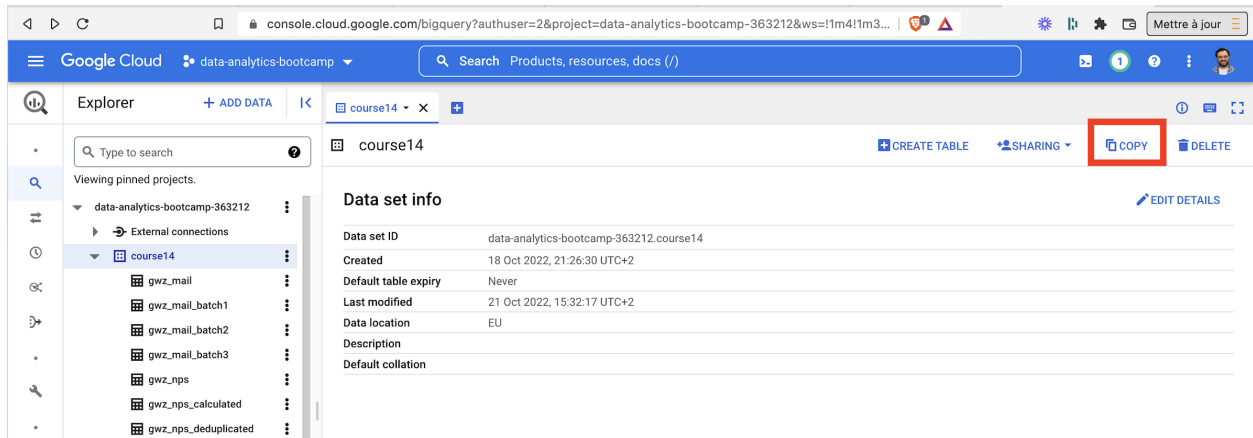 console.cloud.google.com/bigquery?authuser=2&project=data-analytics-bootcamp-363212&ws=!1m4!1m3...
1
Mettre à jour
Google Cloud
data-analytics-bootcamp
Search Products, resources, docs (/)
1
Explorer
+ ADD DATA
course14
Type to search
course14
CREATE TABLE
SHARING
COPY
DELETE
Viewing pinned projects.
data-analytics-bootcamp-363212
External connections
course14
gwz_mail
gwz_mail_batch1
gwz_mail_batch2
gwz_mail_batch3
gwz_nps
gwz_nps_calculated
gwz_nps_deduplicated
Data set info
EDIT DETAILS
Data set ID data-analytics-bootcamp-363212.course14
Created 18 Oct 2022, 21:26:30 UTC+2
Default table expiry Never
Last modified 21 Oct 2022, 15:32:17 UTC+2
Data location EU
Description
Default collation